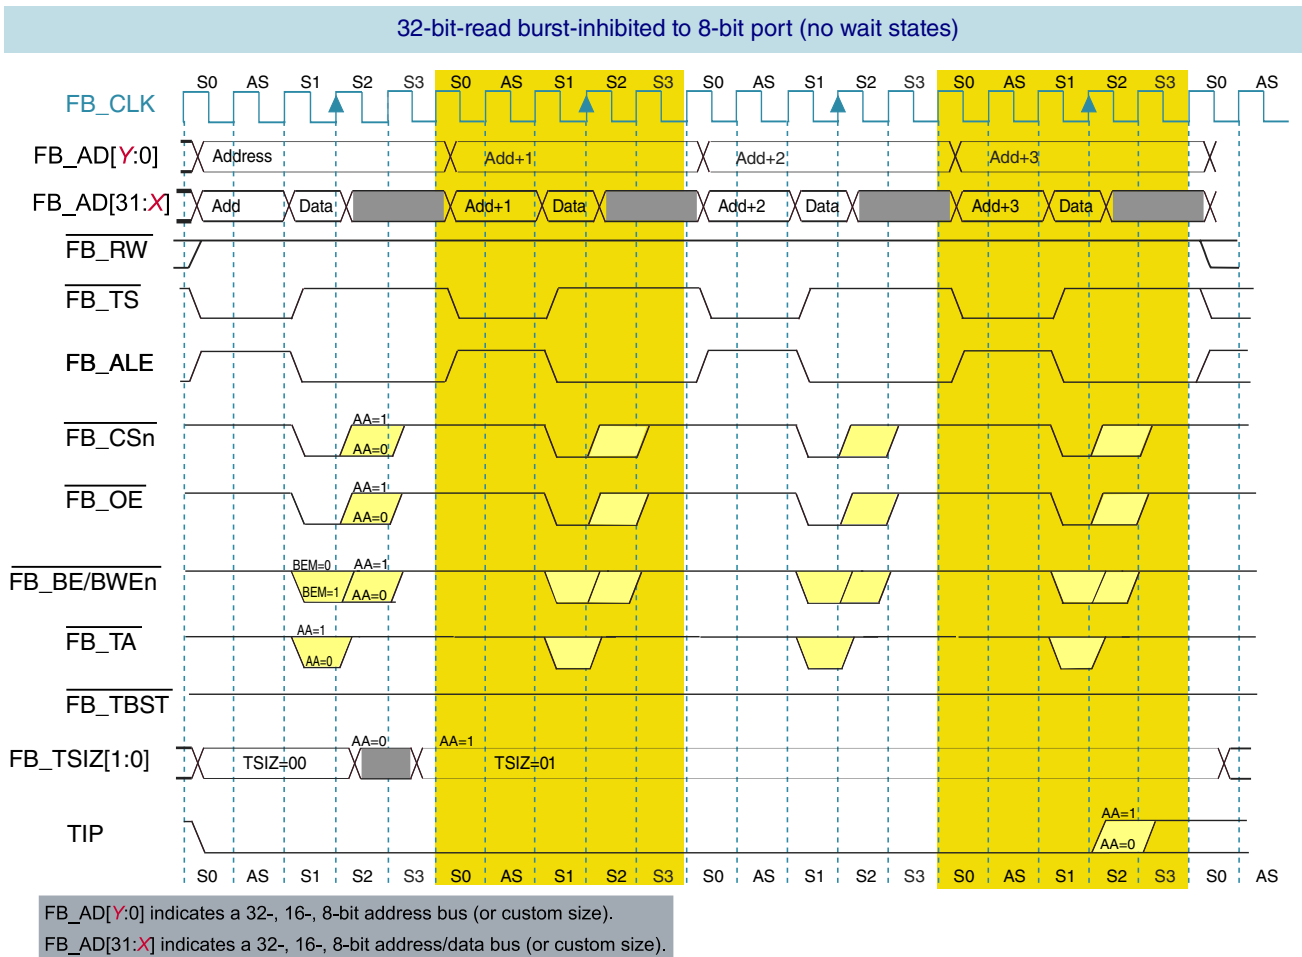 32-bit-read burst-inhibited to 8-bit port (no wait states)
S0 AS S1 S2 S3 S0 AS S1 S2 S3 S0 AS S1 S2 S3 S0 AS S1 S2 S3 S0 AS
FB_CLK
FB_AD[Y:0] Address Add+1 Add+2 Add+3
FB_AD[31:X] Add Data Add+1 Data Add+2 Data Add+3 Data
FB_RW
FB_TS
FB_ALE
AA=1
FB_CSn
AA=0
AA=1
FB_OE
AA=0
BEM=0 AA=1
FB_BE/BWEn
BEM=1 AA=0
AA=1
FB_TA
AA=0
FB_TBST
AA=0 AA=1
FB_TSIZ[1:0] TSIZ=00 TSIZ=01
AA=1
TIP
AA=0
S0 AS S1 S2 S3 S0 AS S1 S2 S3 S0 AS S1 S2 S3 S0 AS S1 S2 S3 S0 AS
FB_AD[Y:0] indicates a 32-, 16-, 8-bit address bus (or custom size).
FB_AD[31:X] indicates a 32-, 16-, 8-bit address/data bus (or custom size).